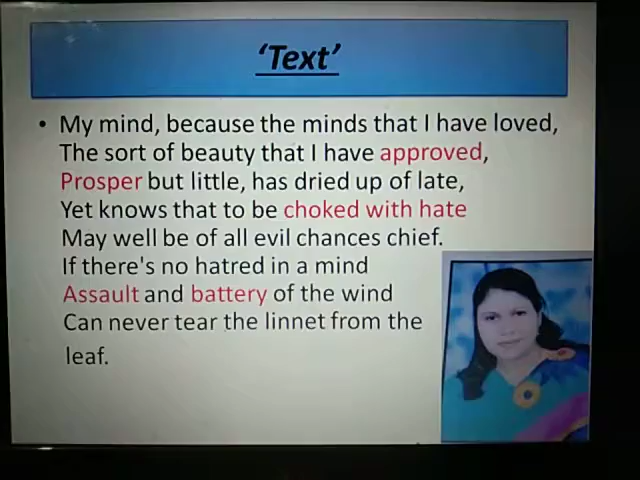 ‘Text’
• My mind, because the minds that I have loved,
The sort of beauty that I have approved,
Prosper but little, has dried up of late,
Yet knows that to be choked with hate
May well be of all evil chances chief.
If there's no hatred in a mind
Assault and battery of the wind
Can never tear the linnet from the
leaf.